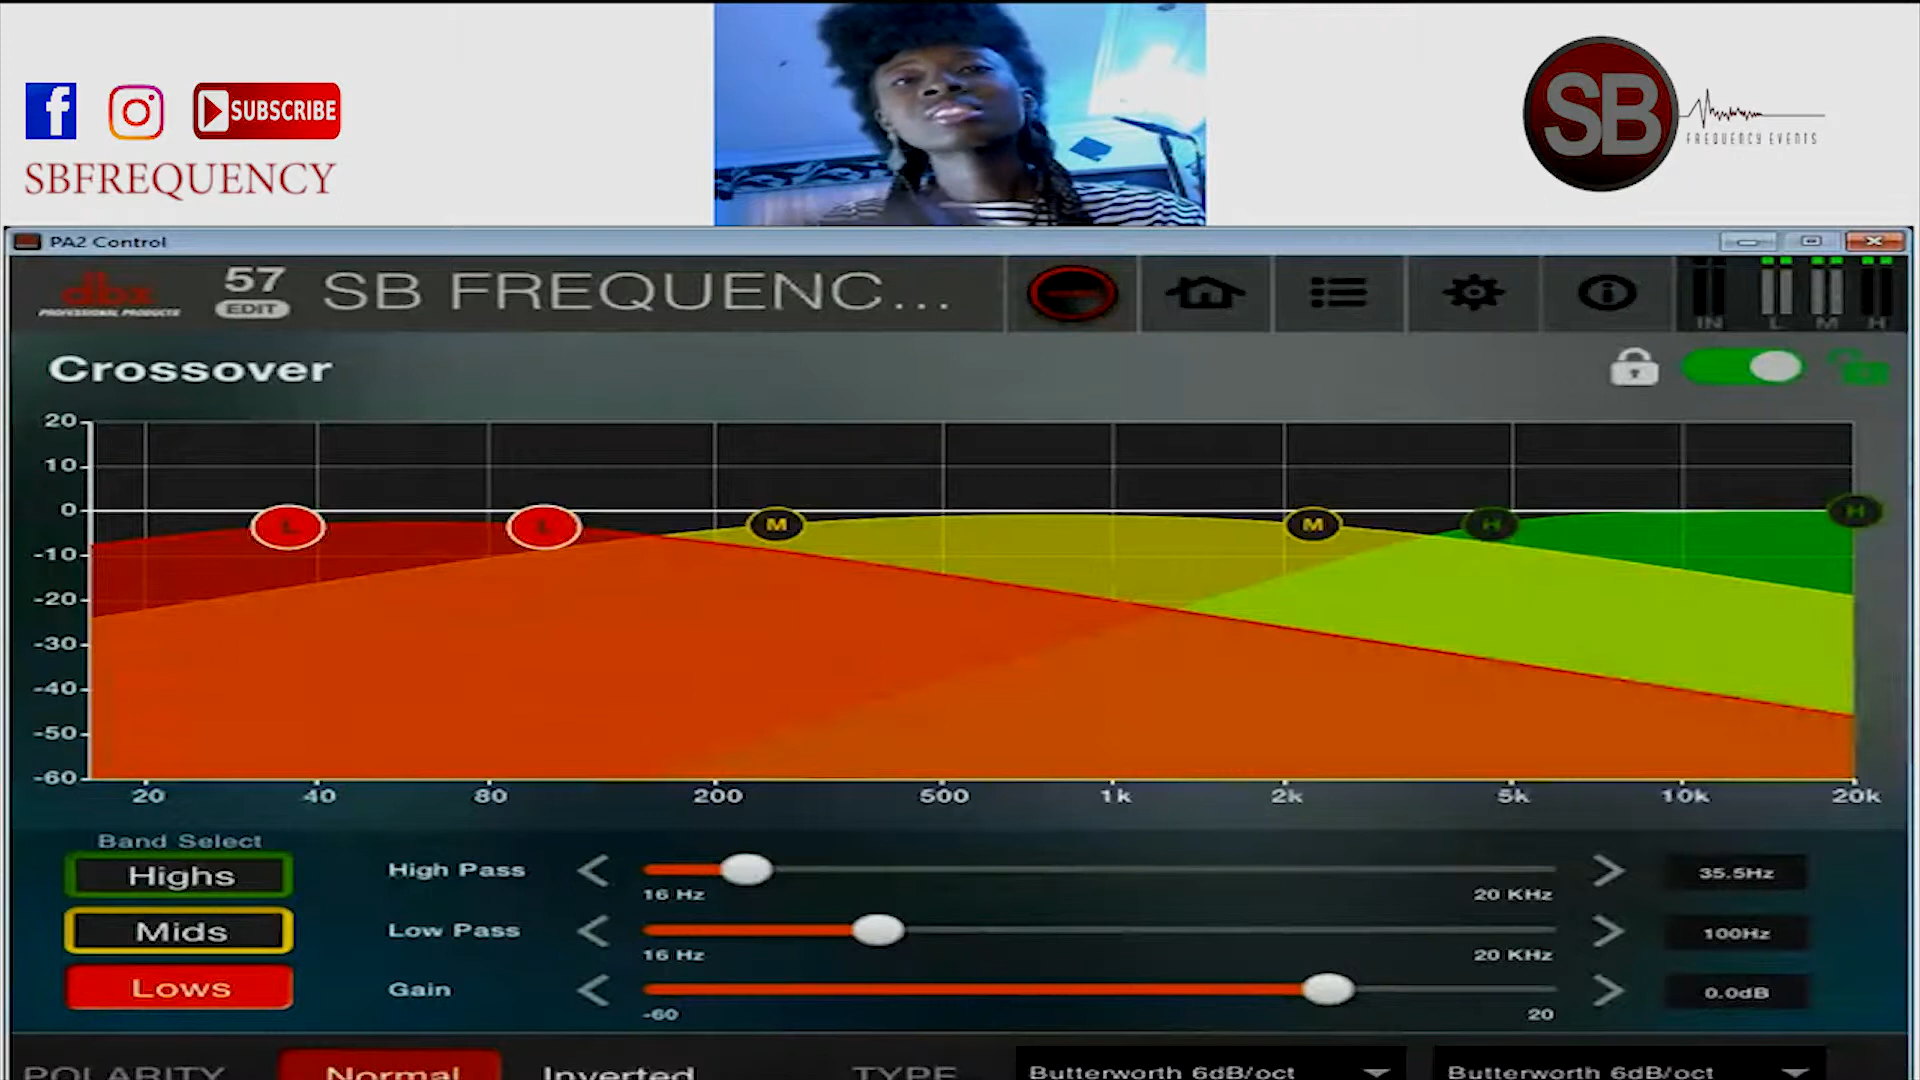 f
SUBSCRIBE
SBFREQUENCY
SB
FREQUENCY EVENTS
PA2 Control
dbx
PROFESSIONAL PRODUCTS
57
EDIT
SB FREQUENC...
IN L M H
Crossover
20
10
0
-10
-20
-30
-40
-50
-60
L L M M H H
20 40 80 200 500 1k 2k 5k 10k 20k
Band Select
Highs
Mids
Lows
High Pass
16 Hz 20 KHz
35.5Hz
Low Pass
16 Hz 20 KHz
100Hz
Gain
-60 20
0.0dB
POLARITY Normal Inverted TYPE Butterworth 6dB/oct Butterworth 6dB/oct